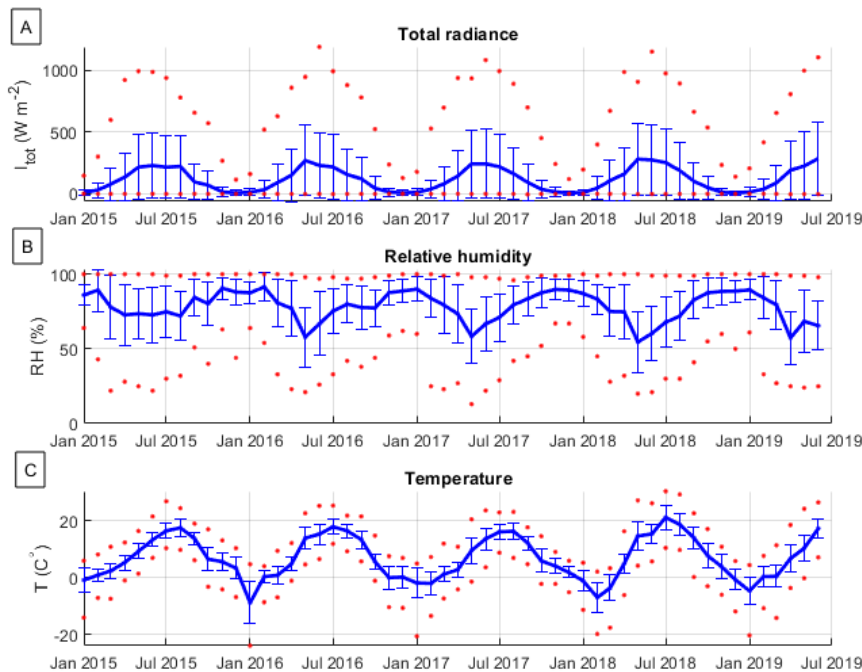 A
Total radiance
I_tot (W m-2)
1000
500
0
Jan 2015 Jul 2015 Jan 2016 Jul 2016 Jan 2017 Jul 2017 Jan 2018 Jul 2018 Jan 2019 Jul 2019
B
Relative humidity
RH (%)
100
50
0
Jan 2015 Jul 2015 Jan 2016 Jul 2016 Jan 2017 Jul 2017 Jan 2018 Jul 2018 Jan 2019 Jul 2019
C
Temperature
T (C°)
20
0
-20
Jan 2015 Jul 2015 Jan 2016 Jul 2016 Jan 2017 Jul 2017 Jan 2018 Jul 2018 Jan 2019 Jul 2019